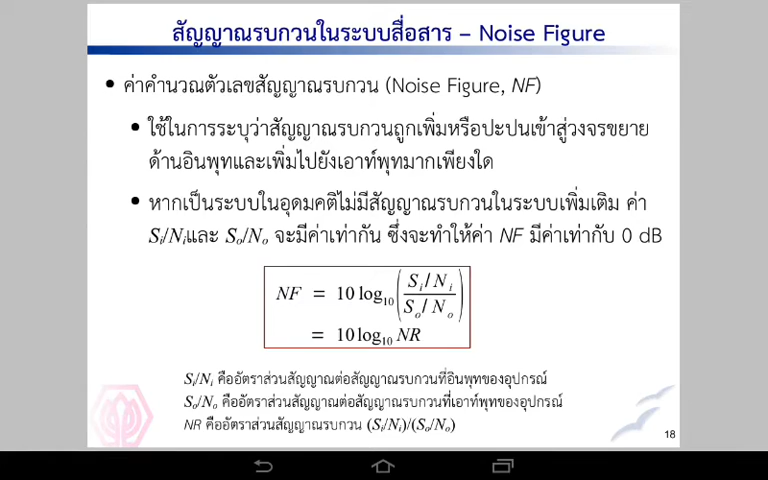 สัญญาณรบกวนในระบบสื่อสาร – Noise Figure
• ค่าคำนวณตัวเลขสัญญาณรบกวน (Noise Figure, NF)
• ใช้ในการระบุว่าสัญญาณรบกวนถูกเพิ่มหรือปะปนเข้าสู่วงจรขยาย
ด้านอินพุทและเพิ่มไปยังเอาท์พุทมากเพียงใด
• หากเป็นระบบในอุดมคติไม่มีสัญญาณรบกวนในระบบเพิ่มเติม ค่า
Si/Niและ So/No จะมีค่าเท่ากัน ซึ่งจะทำให้ค่า NF มีค่าเท่ากับ 0 dB
NF = 10 log10 ( (Si / Ni) / (So / No) )
= 10 log10 NR
Si/Ni คืออัตราส่วนสัญญาณต่อสัญญาณรบกวนที่อินพุทของอุปกรณ์
So/No คืออัตราส่วนสัญญาณต่อสัญญาณรบกวนที่เอาท์พุทของอุปกรณ์
NR คืออัตราส่วนสัญญาณรบกวน (Si/Ni)/(So/No)
18